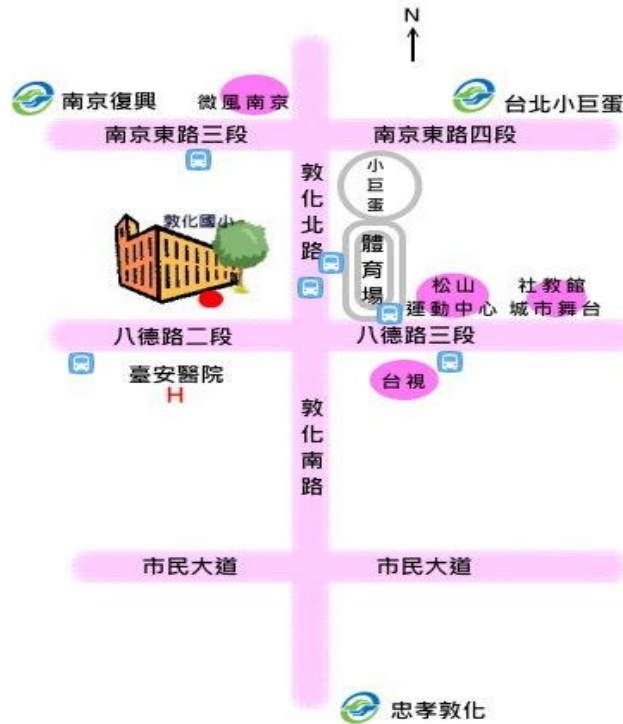 N
南京復興
微風南京
台北小巨蛋
南京東路三段
南京東路四段
敦化北路
小巨蛋
敦化國小
體育場
松山
運動中心
社教館
城市舞台
八德路二段
八德路三段
臺安醫院
H
台視
敦化南路
市民大道
市民大道
忠孝敦化